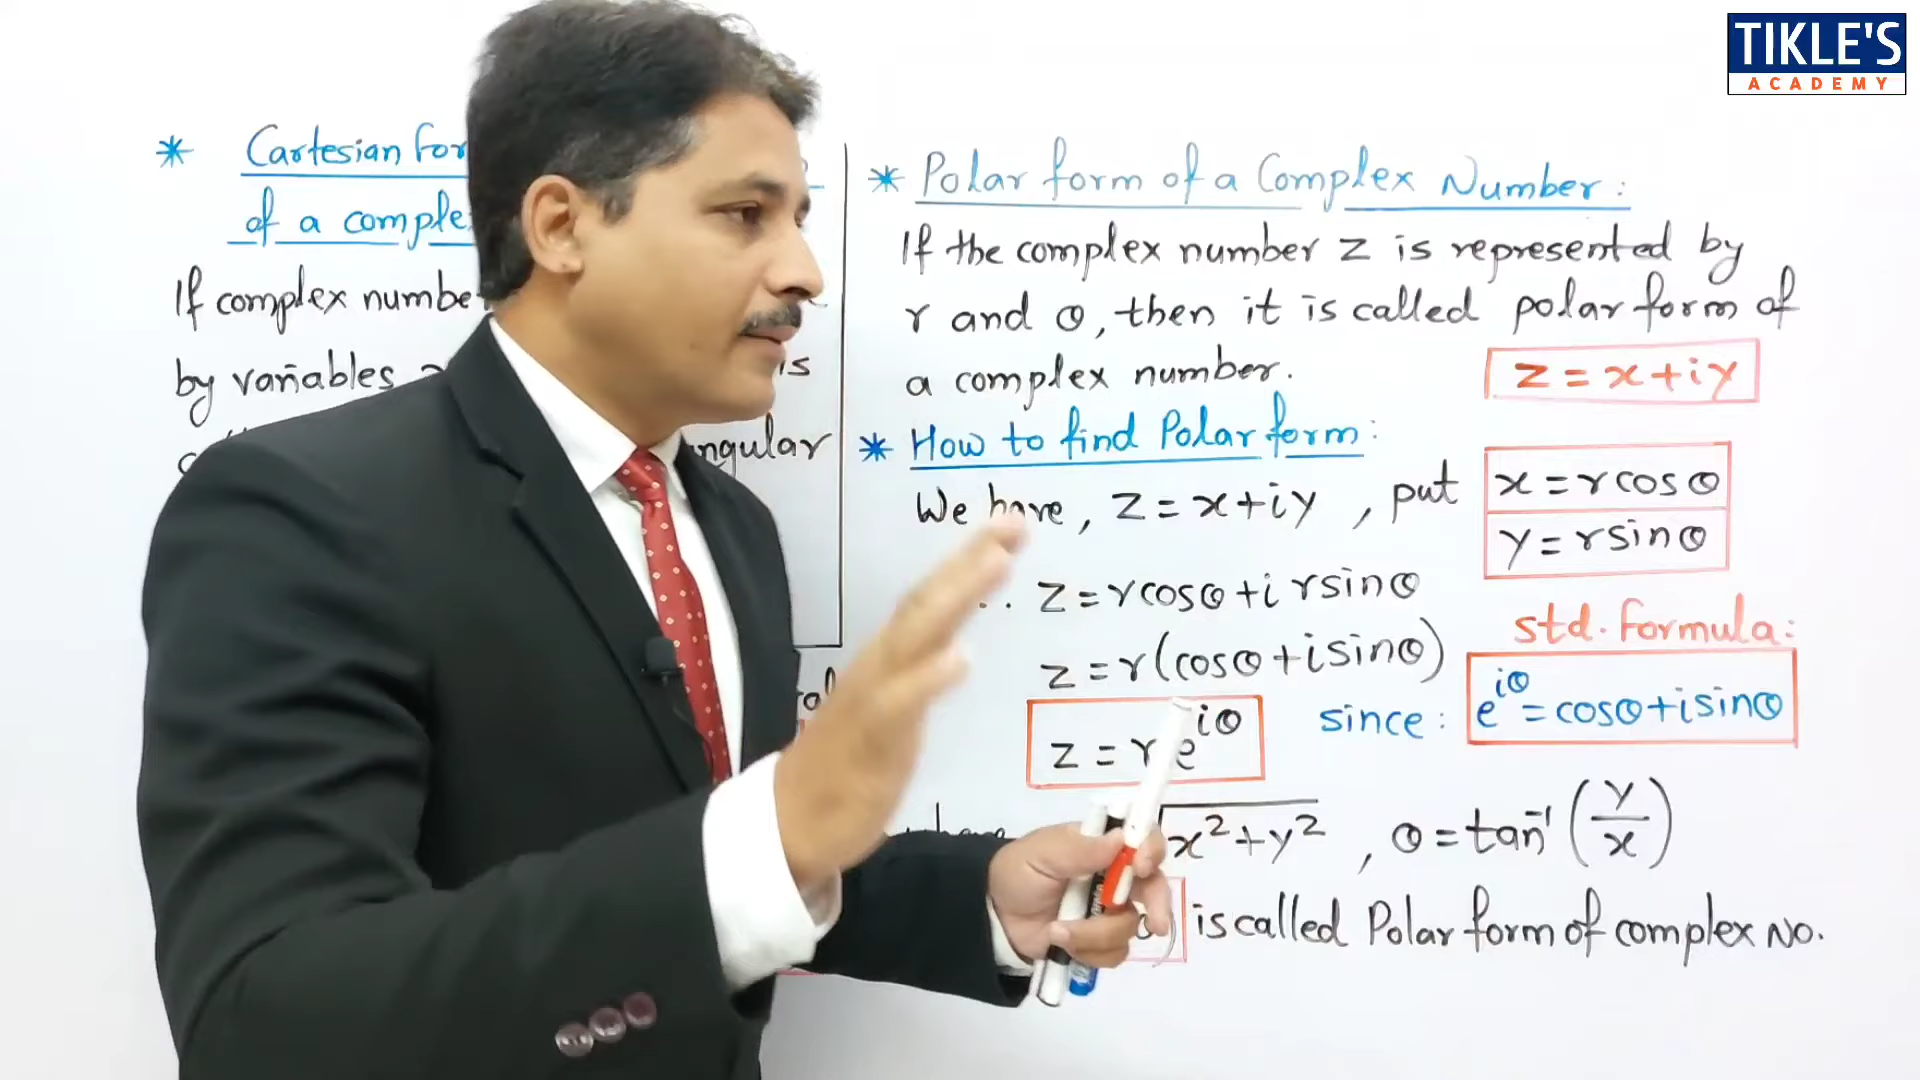 TIKLE'S
ACADEMY
* Cartesian for
of a comple
If complex numbe
by variables is
ngular
* Polar form of a Complex Number:
If the complex number z is represented by
r and θ, then it is called polar form of
a complex number.
z = x + iy
* How to find Polar form:
We have, z = x + iy, put
x = r cos θ
y = r sin θ
z = r cos θ + i r sin θ
z = r (cos θ + i sin θ)
std. formula:
z = r e^{iθ}
since: e^{iθ} = cos θ + i sin θ
x² + y², θ = tan⁻¹ (y/x)
is called Polar form of complex No.